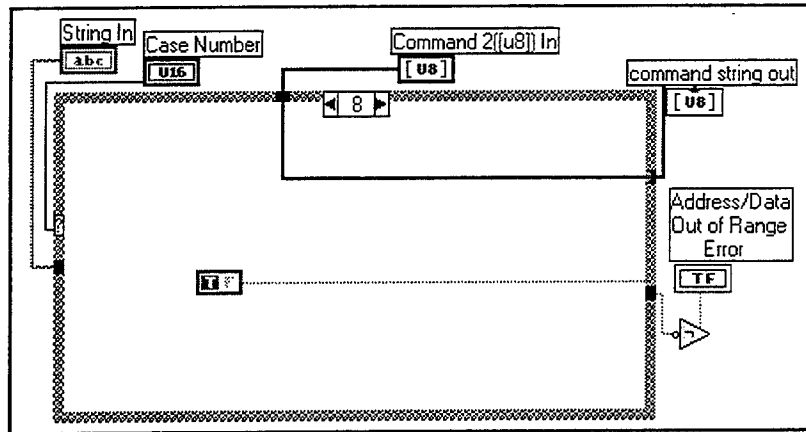 String In
abc
Case Number
U16
Command 2([u8]) In
[U8]
command string out
[U8]
8
?
Address/Data
Out of Range
Error
TF
T F